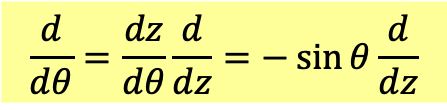 d/dθ = dz/dθ d/dz = − sin θ d/dz